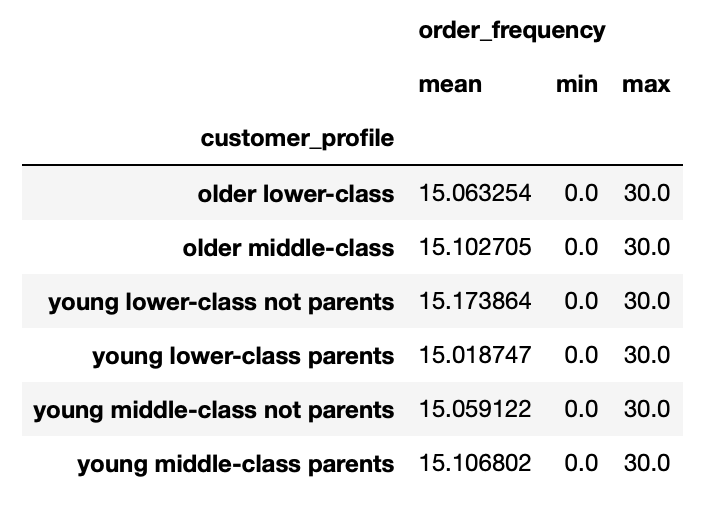 order_frequency
mean min max
customer_profile
older lower-class 15.063254 0.0 30.0
older middle-class 15.102705 0.0 30.0
young lower-class not parents 15.173864 0.0 30.0
young lower-class parents 15.018747 0.0 30.0
young middle-class not parents 15.059122 0.0 30.0
young middle-class parents 15.106802 0.0 30.0